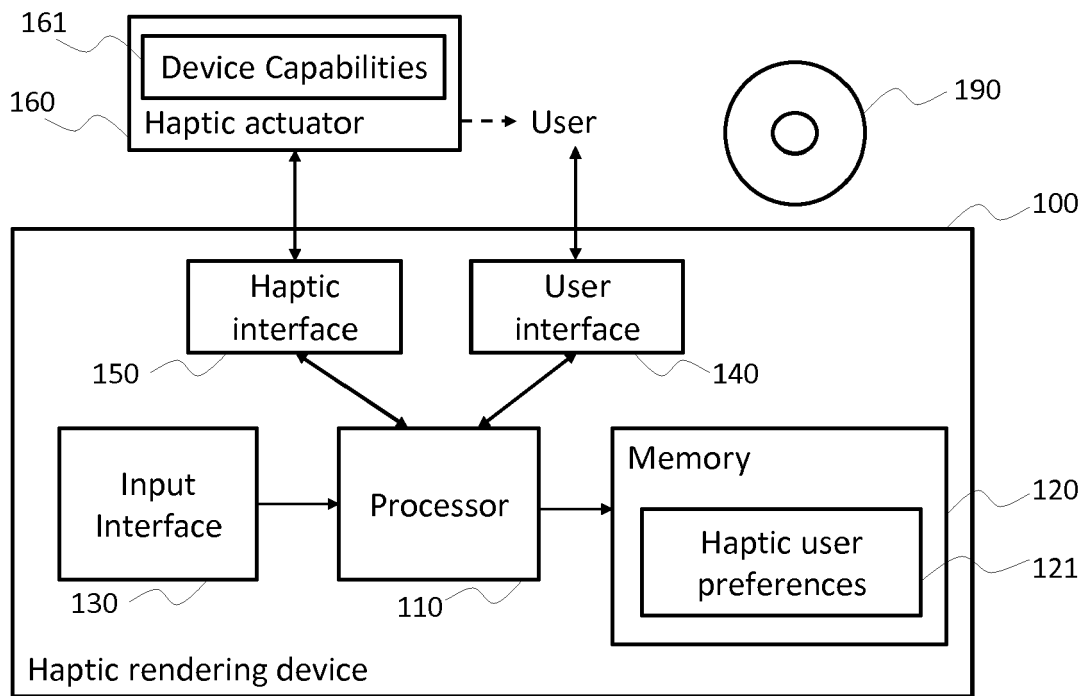 161
Device Capabilities
160
Haptic actuator
User
190
100
Haptic
interface
User
interface
150
140
Input
Interface
Processor
Memory
120
Haptic user
preferences
121
130
110
Haptic rendering device